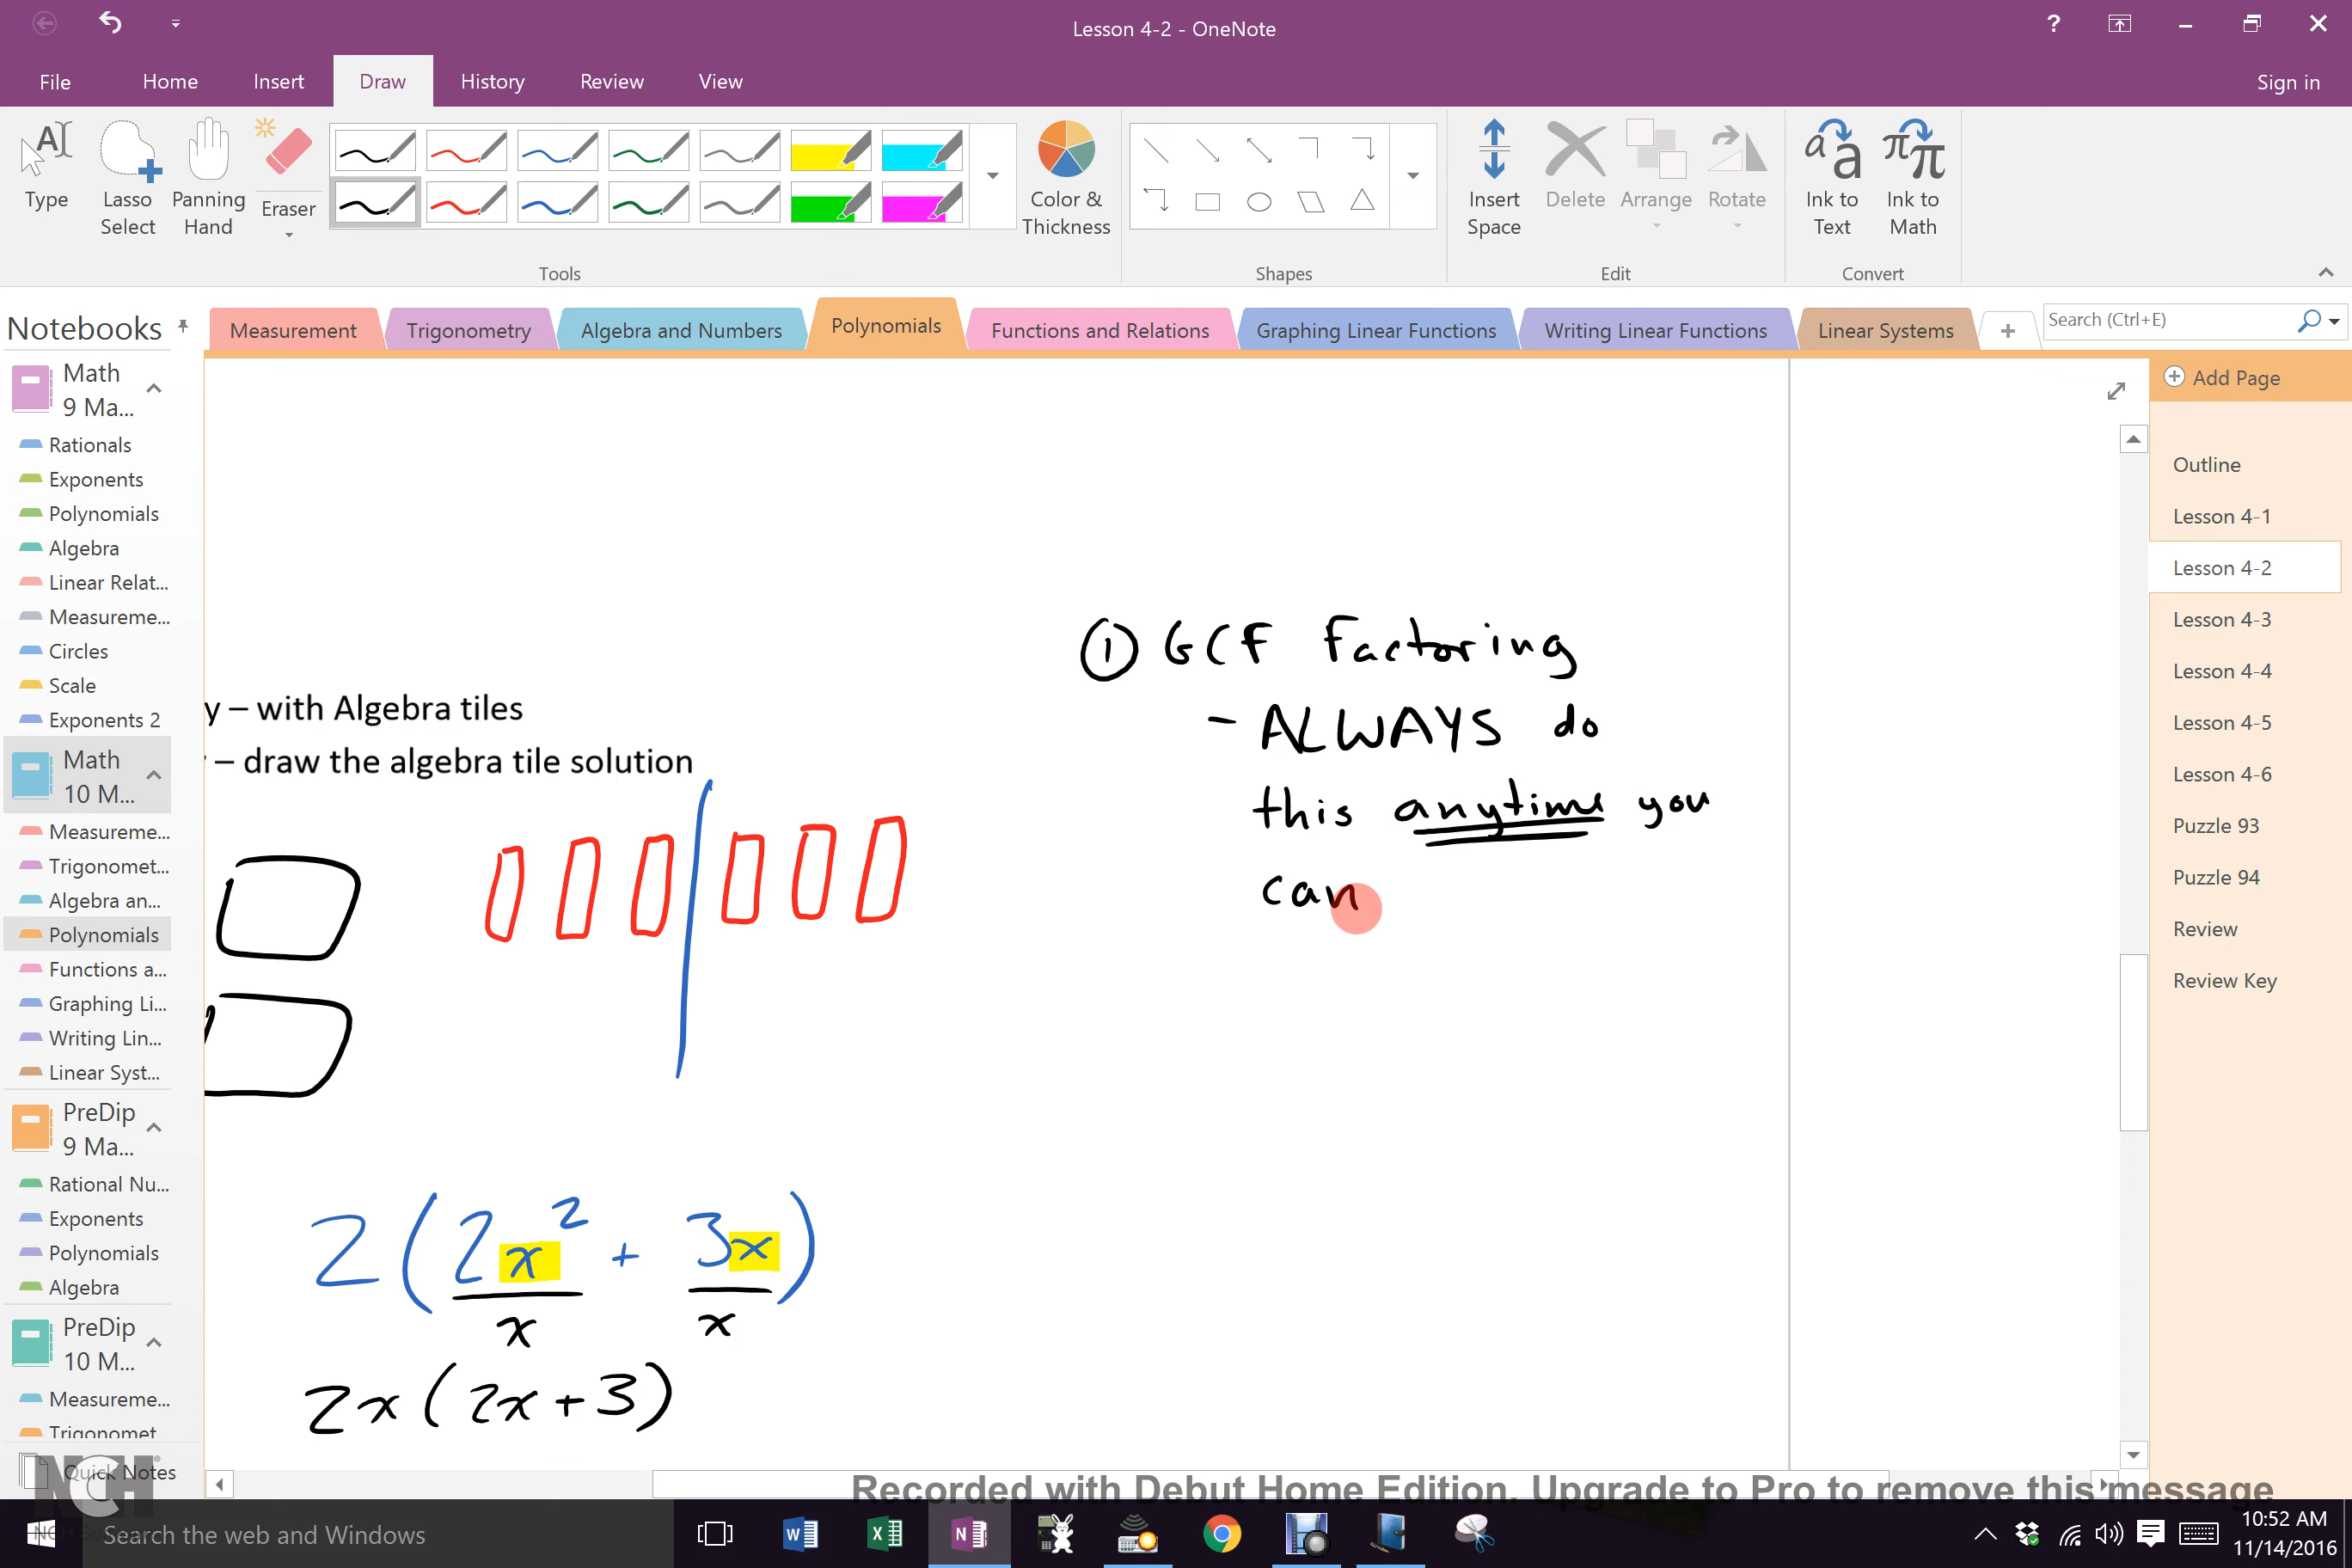 Lesson 4-2 - OneNote
?
File Home Insert Draw History Review View Sign in
Type
Lasso Select
Panning Hand
Eraser
Color & Thickness
Insert Space
Delete
Arrange
Rotate
Ink to Text
Ink to Math
Tools Shapes Edit Convert
Notebooks
Measurement Trigonometry Algebra and Numbers Polynomials Functions and Relations Graphing Linear Functions Writing Linear Functions Linear Systems +
Search (Ctrl+E)
Math
9 Ma...
Rationals
Exponents
Polynomials
Algebra
Linear Relat...
Measureme...
Circles
Scale
Exponents 2
Math
10 M...
Measureme...
Trigonomet...
Algebra an...
Polynomials
Functions a...
Graphing Li...
Writing Lin...
Linear Syst...
PreDip
9 Ma...
Rational Nu...
Exponents
Polynomials
Algebra
PreDip
10 M...
Measureme...
Trigonomet
Quick Notes
y – with Algebra tiles
– draw the algebra tile solution
2(2x² + 3x)
x x
2x(2x+3)
① GCF Factoring
- ALWAYS do
this anytime you
can
Add Page
Outline
Lesson 4-1
Lesson 4-2
Lesson 4-3
Lesson 4-4
Lesson 4-5
Lesson 4-6
Puzzle 93
Puzzle 94
Review
Review Key
Recorded with Debut Home Edition. Upgrade to Pro to remove this message
NCH
Search the web and Windows
10:52 AM
11/14/2016